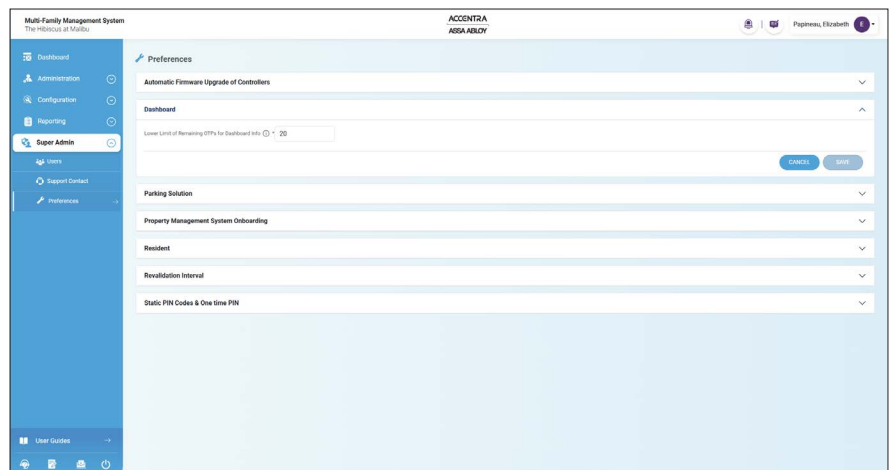 Multi-Family Management System
The Hibiscus at Malibu
ACCENTRA
ASSA ABLOY
Papineau, Elizabeth
E
Dashboard
Administration
Configuration
Reporting
Super Admin
Users
Support Contact
Preferences
User Guides
Preferences
Automatic Firmware Upgrade of Controllers
Dashboard
Lower Limit of Remaining OTPs for Dashboard Info * 20
CANCEL SAVE
Parking Solution
Property Management System Onboarding
Resident
Revalidation Interval
Static PIN Codes & One time PIN